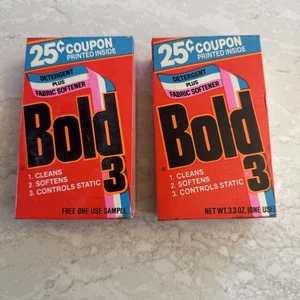 25¢ COUPON
PRINTED INSIDE
DETERGENT
PLUS
FABRIC SOFTENER
Bold
3
1. CLEANS
2. SOFTENS
3. CONTROLS STATIC
FREE ONE USE SAMPLE
25¢ COUPON
PRINTED INSIDE
DETERGENT
PLUS
FABRIC SOFTENER
Bold
3
1. CLEANS
2. SOFTENS
3. CONTROLS STATIC
NET WT. 3.3 OZ. (ONE USE)